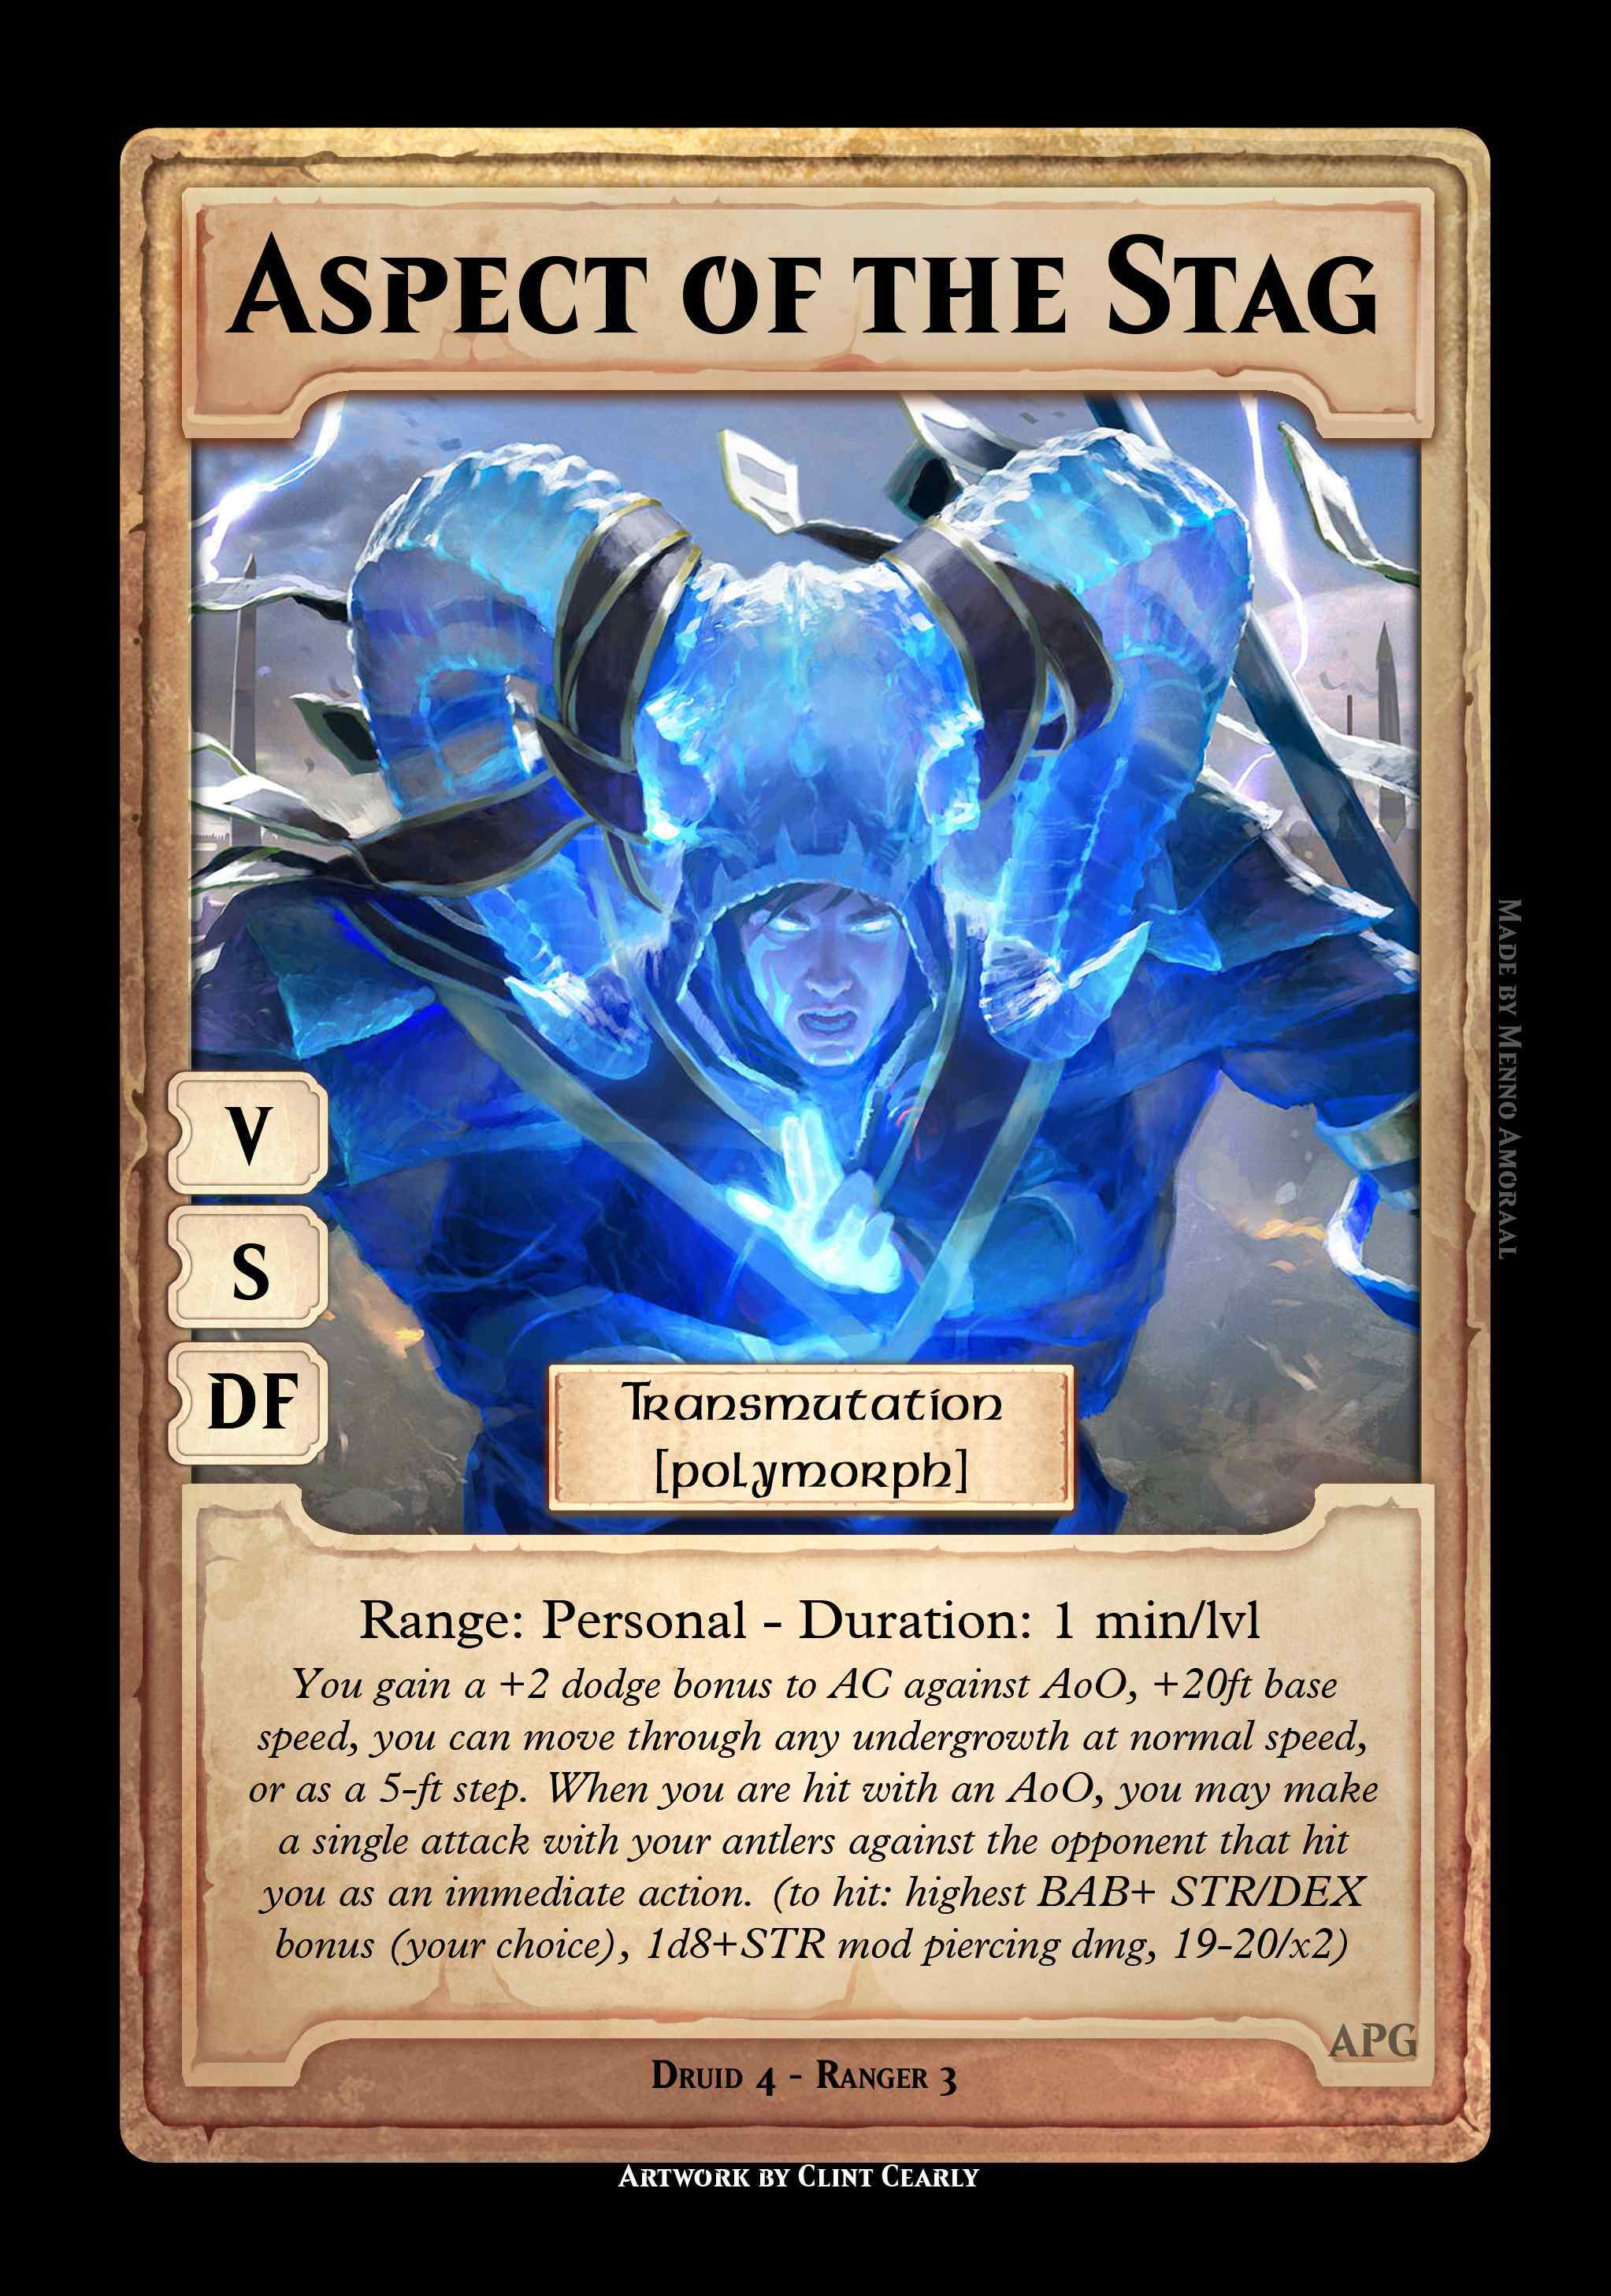 Aspect of the Stag
V
S
DF
Transmutation
[polymorph]
Range: Personal - Duration: 1 min/lvl
You gain a +2 dodge bonus to AC against AoO, +20ft base
speed, you can move through any undergrowth at normal speed,
or as a 5-ft step. When you are hit with an AoO, you may make
a single attack with your antlers against the opponent that hit
you as an immediate action. (to hit: highest BAB+ STR/DEX
bonus (your choice), 1d8+STR mod piercing dmg, 19-20/x2)
APG
Druid 4 - Ranger 3
Artwork by Clint Cearly
Made by Menno Amoraal